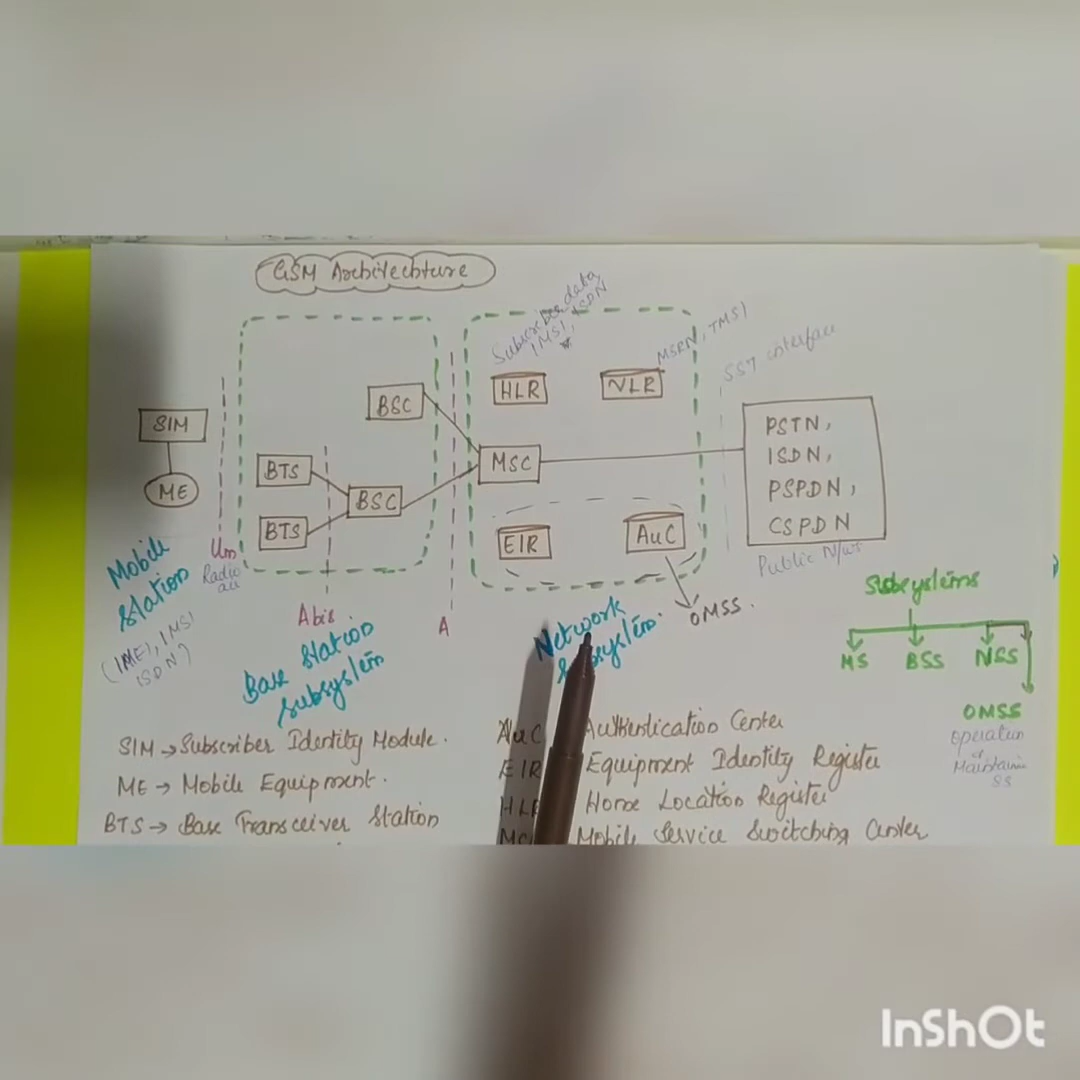 GSM Architechture
Subscriber data
IMSI, ISDN
MSRN, TMSI
SS7 interface
HLR
VLR
BSC
SIM
PSTN,
ISDN,
PSPDN,
CSPDN
MSC
BTS
ME
BSC
BTS
EIR
AuC
Public N/ws
Mobile
Station
(IMEI, IMSI
ISDN)
Um
Radio
Abis
A
Base Station
Subsystem
Network
Subsystem
OMSS.
Subsystems
MS BSS NSS
OMSS
Operation
&
SS
SIM → Subscriber Identity Module.
ME → Mobile Equipment.
BTS → Base Transceiver Station
AuC Authentication Center
EIR Equipment Identity Register
HLR Home Location Register
Mobile Service Switching Center
InShOt